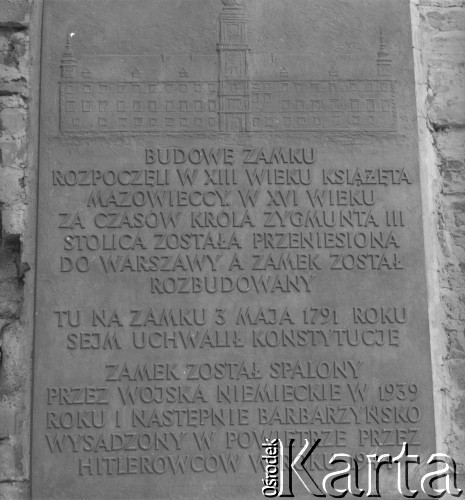 BUDOWĘ ZAMKU
ROZPOCZĘLI W XIII WIEKU KSIĄŻĘTA
MAZOWIECCY. W XVI WIEKU
ZA CZASÓW KRÓLA ZYGMUNTA III
STOLICA ZOSTAŁA PRZENIESIONA
DO WARSZAWY A ZAMEK ZOSTAŁ
ROZBUDOWANY
TU NA ZAMKU 3 MAJA 1791 ROKU
SEJM UCHWALIŁ KONSTYTUCJE
ZAMEK ZOSTAŁ SPALONY
PRZEZ WOJSKA NIEMIECKIE W 1939
ROKU I NASTĘPNIE BARBARZYŃSKO
WYSADZONY W POWIETRZE PRZEZ
HITLEROWCÓW W
Ośrodek Karta